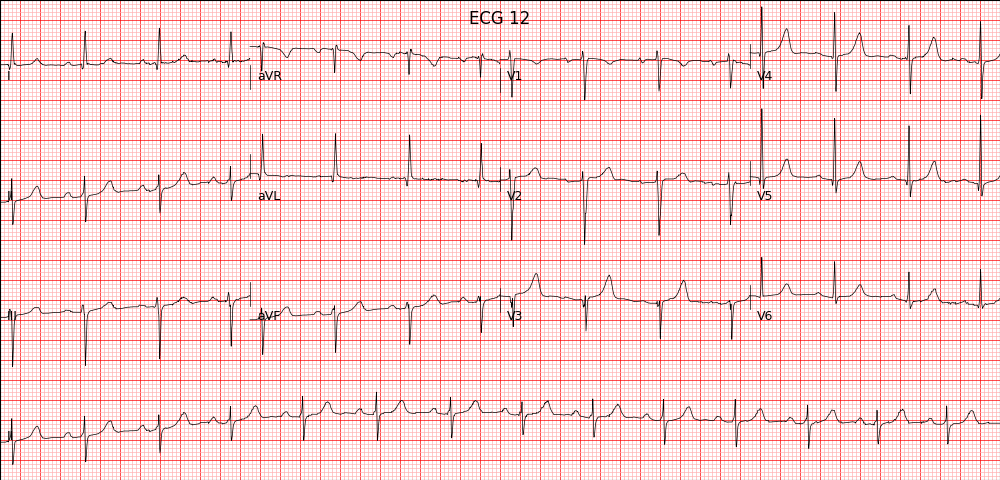 ECG 12
I aVR V1 V4
II aVL V2 V5
III aVF V3 V6
II